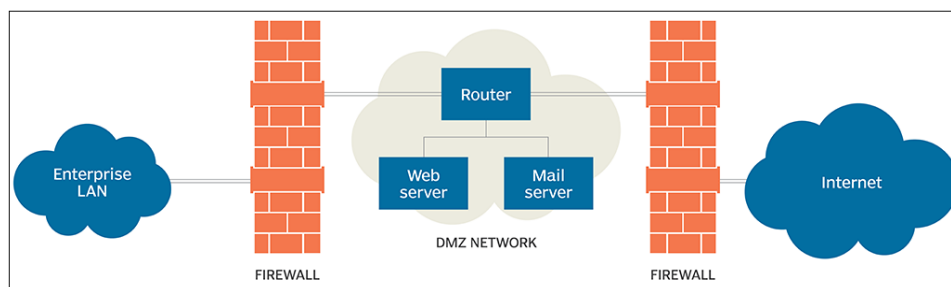 Router
Enterprise
LAN
Web
server
Mail
server
Internet
DMZ NETWORK
FIREWALL
FIREWALL